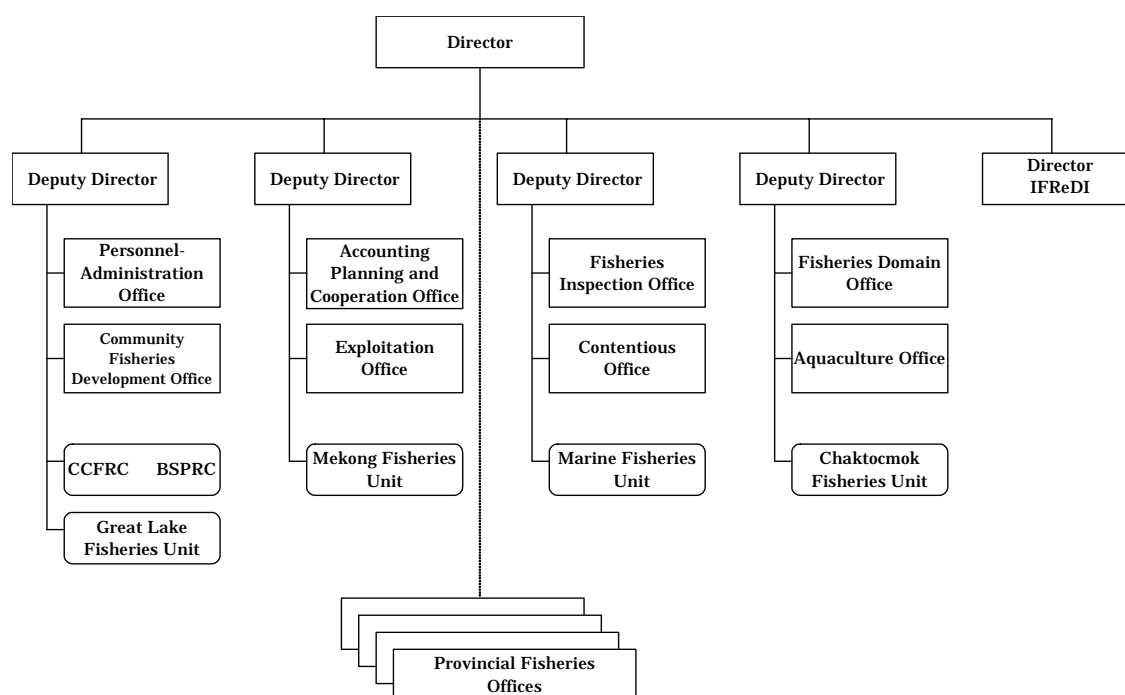 Director
Deputy Director
Deputy Director
Deputy Director
Deputy Director
Director
IFReDI
Personnel-
Administration
Office
Accounting
Planning and
Cooperation Office
Fisheries
Inspection Office
Fisheries Domain
Office
Community
Fisheries
Development Office
Exploitation
Office
Contentious
Office
Aquaculture Office
CCFRC BSPRC
Mekong Fisheries
Unit
Marine Fisheries
Unit
Chaktocmok
Fisheries Unit
Great Lake
Fisheries Unit
Provincial Fisheries
Offices